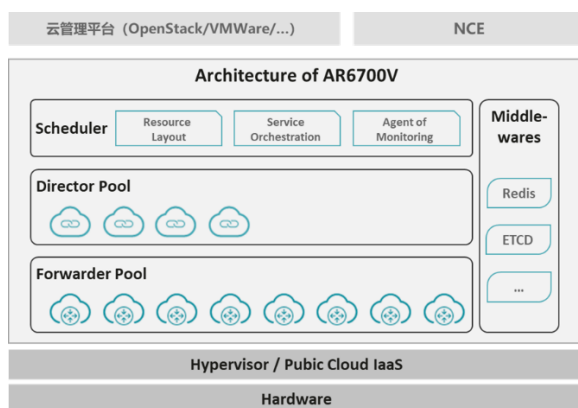 云管理平台（OpenStack/VMWare/...）
NCE
Architecture of AR6700V
Scheduler
Resource
Layout
Service
Orchestration
Agent of
Monitoring
Director Pool
Forwarder Pool
Middle-
wares
Redis
ETCD
...
Hypervisor / Pubic Cloud IaaS
Hardware